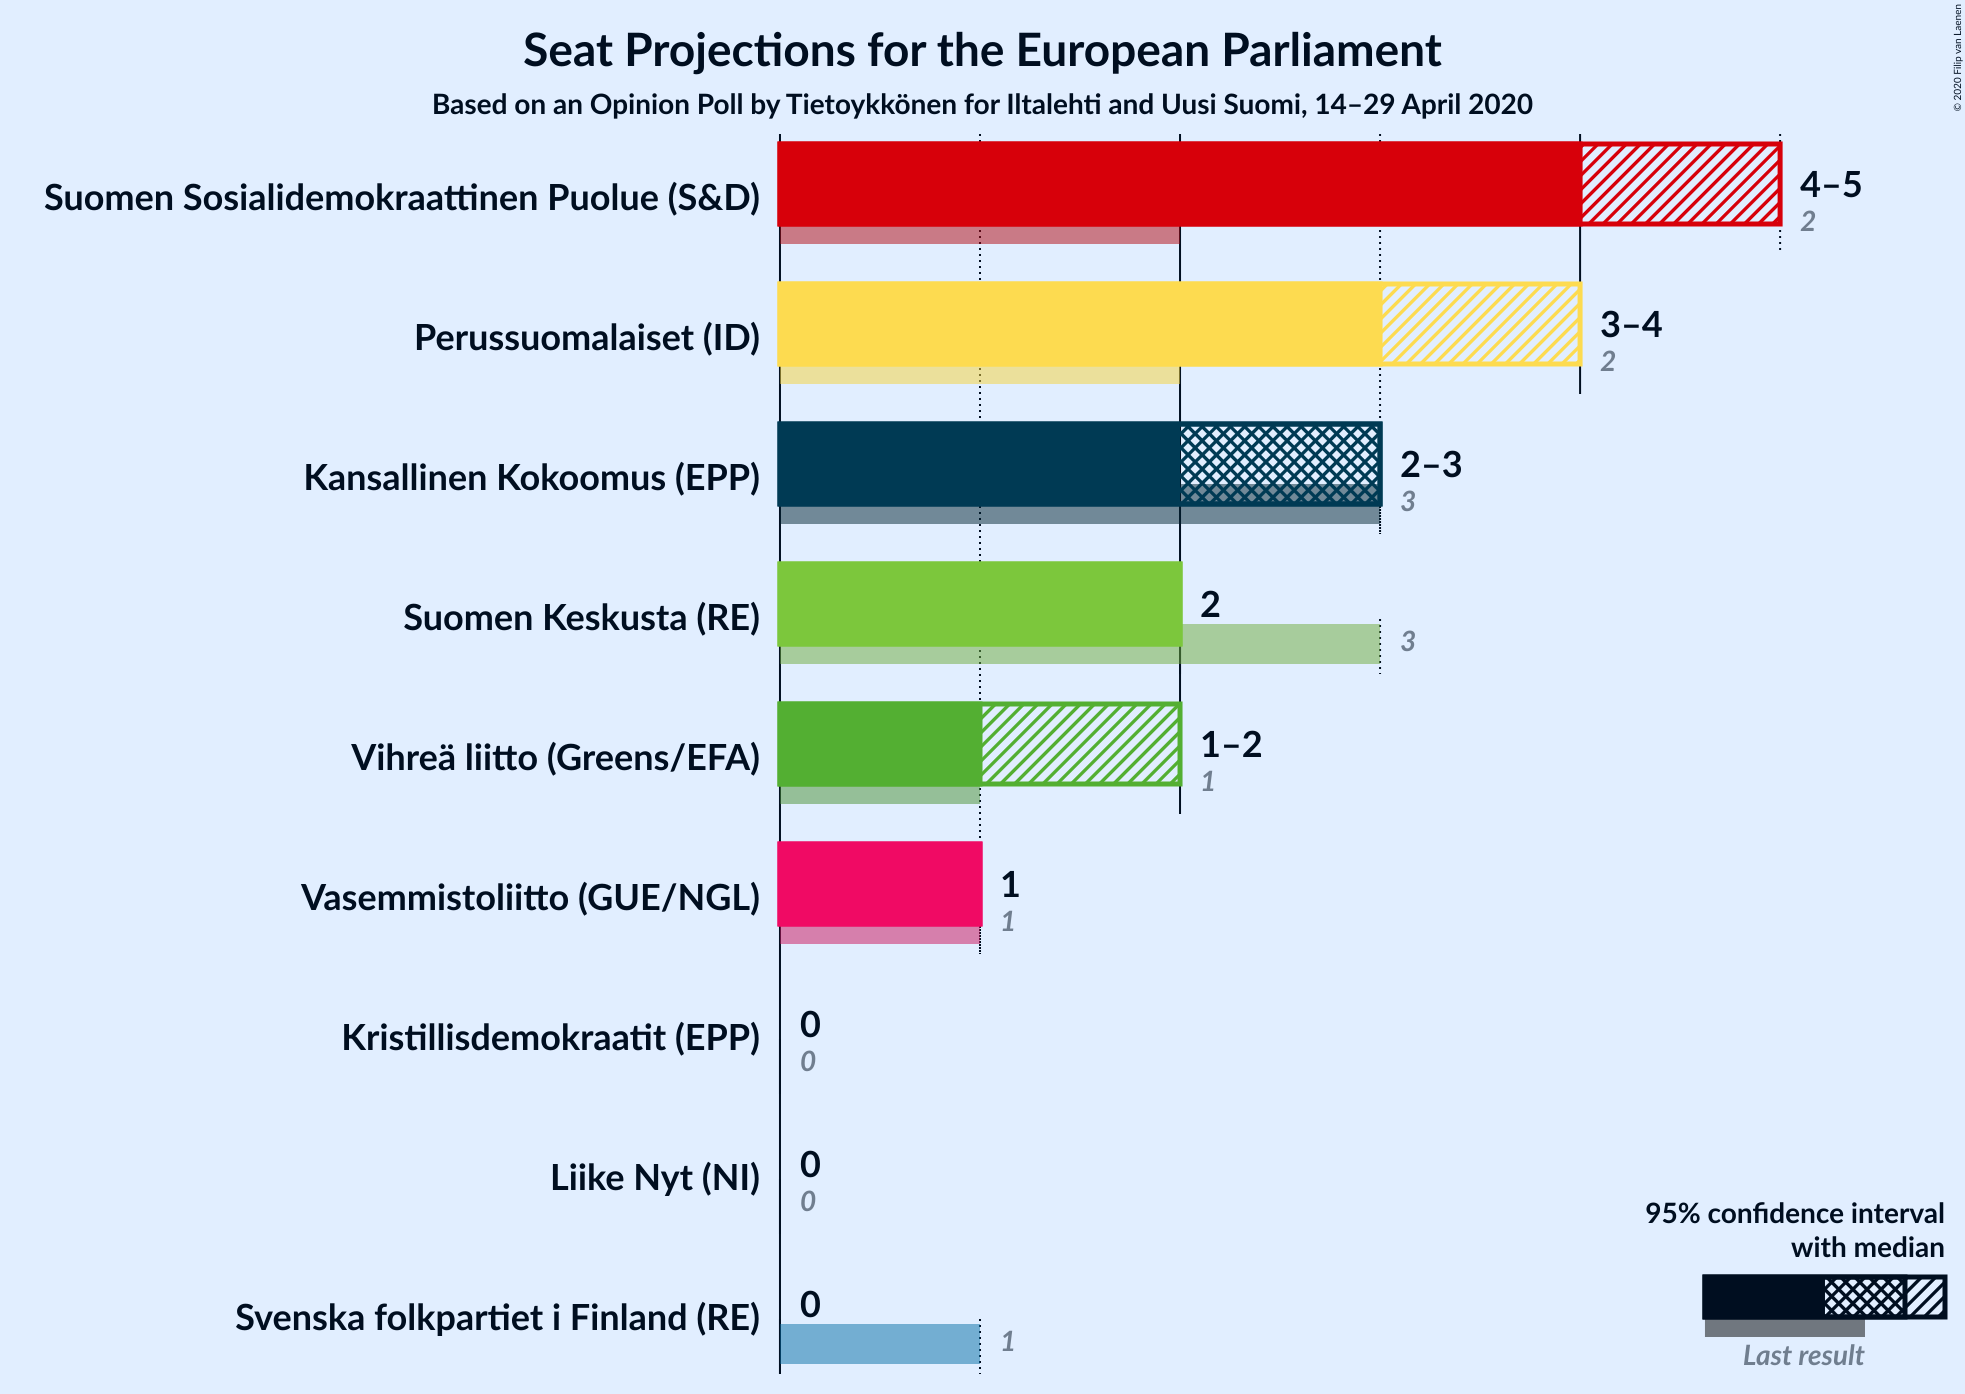 Seat Projections for the European Parliament
Based on an Opinion Poll by Tietoykkönen for Iltalehti and Uusi Suomi, 14–29 April 2020
© 2020 Filip van Laenen
Suomen Sosialidemokraattinen Puolue (S&D)
4–5
2
Perussuomalaiset (ID)
3–4
2
Kansallinen Kokoomus (EPP)
2–3
3
Suomen Keskusta (RE)
2
3
Vihreä liitto (Greens/EFA)
1–2
1
Vasemmistoliitto (GUE/NGL)
1
1
Kristillisdemokraatit (EPP)
0
0
Liike Nyt (NI)
0
0
Svenska folkpartiet i Finland (RE)
0
1
95% confidence interval
with median
Last result